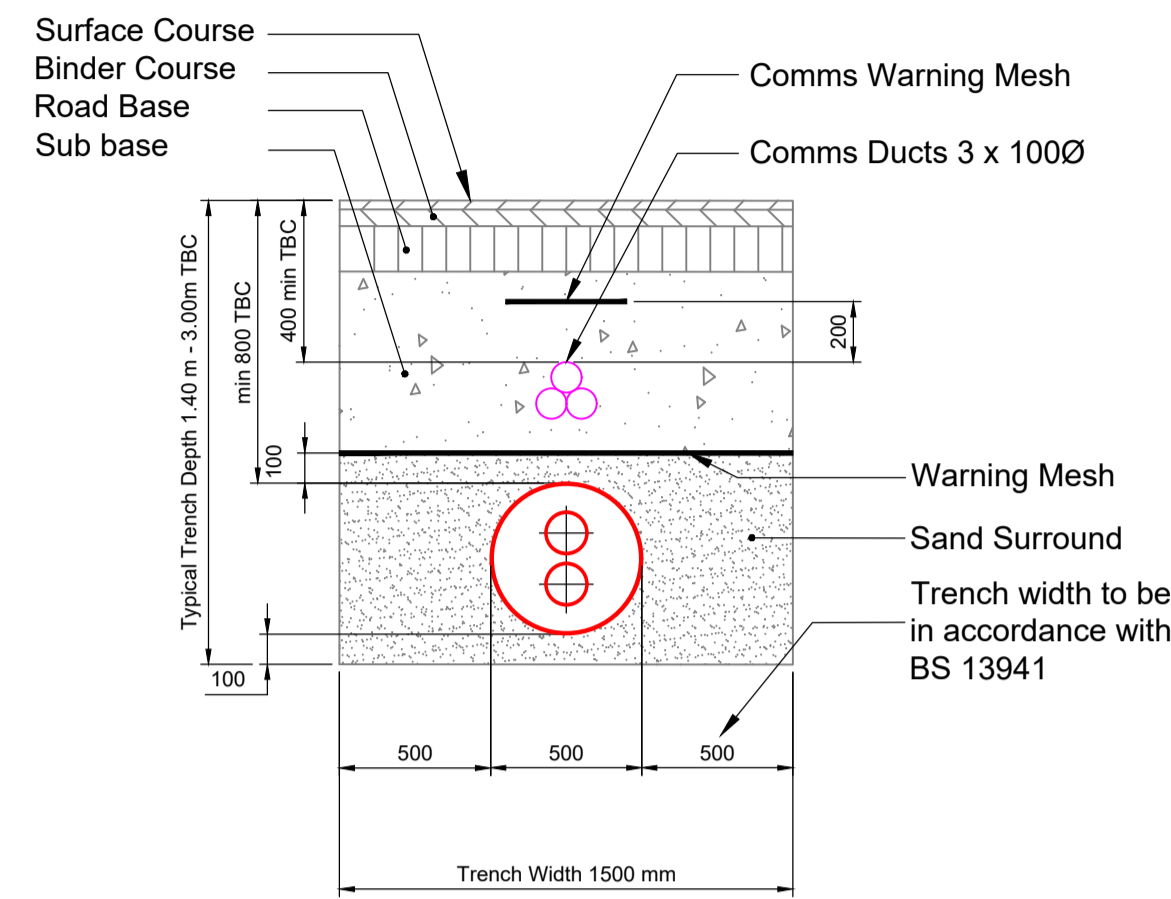 Surface Course
Binder Course
Road Base
Sub base
Comms Warning Mesh
Comms Ducts 3 x 100Ø
Typical Trench Depth 1.40 m - 3.00m TBC
min 800 TBC
400 min TBC
200
100
Warning Mesh
Sand Surround
Trench width to be
in accordance with
BS 13941
100
500
500
500
Trench Width 1500 mm